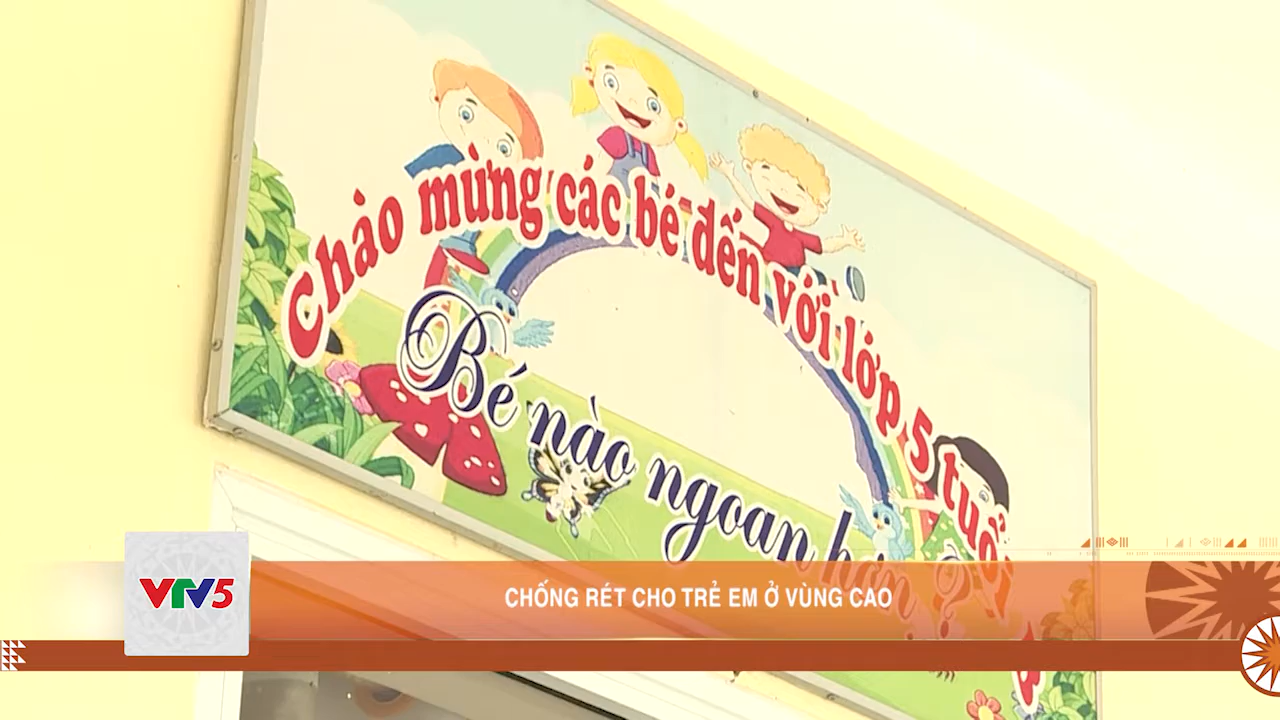 Chào mừng các bé đến với lớp 5 tuổi
Bé nào ngoan hơn ?
VTV5
CHỐNG RÉT CHO TRẺ EM Ở VÙNG CAO